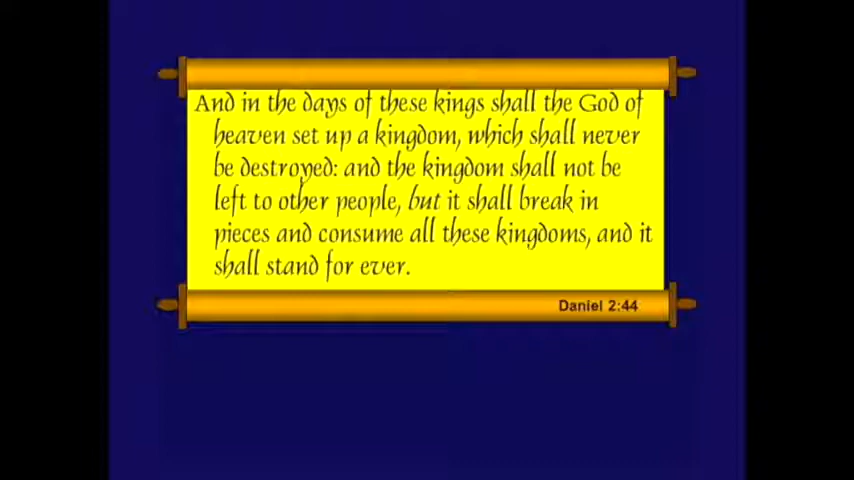 And in the days of these kings shall the God of
heaven set up a kingdom, which shall never
be destroyed: and the kingdom shall not be
left to other people, but it shall break in
pieces and consume all these kingdoms, and it
shall stand for ever.
Daniel 2:44